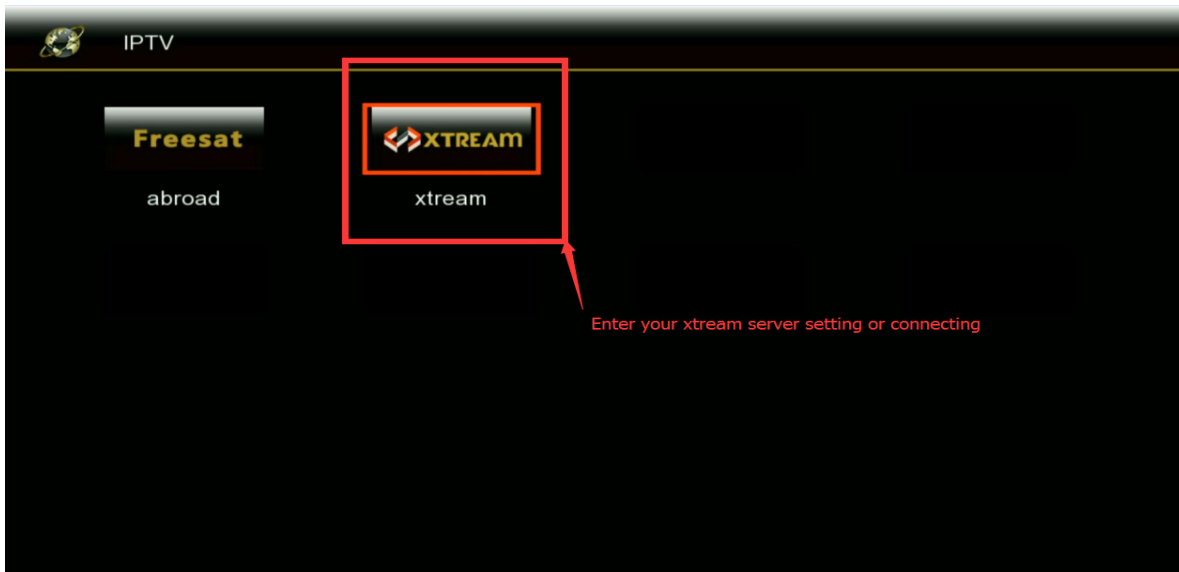 IPTV
Freesat
XTREAM
abroad
xtream
Enter your xtream server setting or connecting